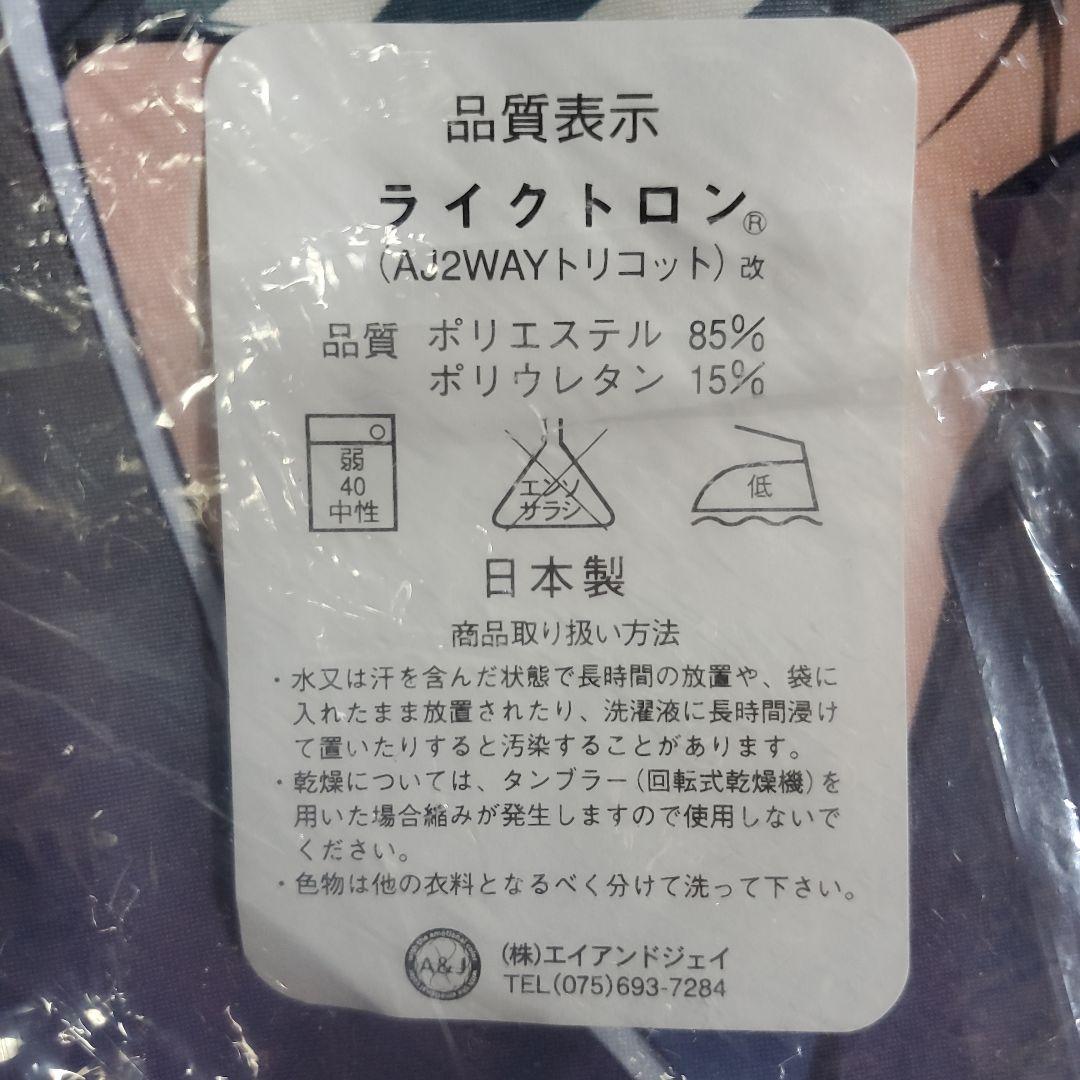 品質表示
ライクトロン®
(AJ2WAYトリコット)改
品質 ポリエステル 85%
ポリウレタン 15%
弱
40
中性
エンソ
サラシ
低
日本製
商品取り扱い方法
・水又は汗を含んだ状態で長時間の放置や、袋に
入れたまま放置されたり、洗濯液に長時間浸け
て置いたりすると汚染することがあります。
・乾燥については、タンブラー(回転式乾燥機)を
用いた場合縮みが発生しますので使用しないで
ください。
・色物は他の衣料となるべく分けて洗って下さい。
A&J
(株)エイアンドジェイ
TEL(075)693-7284